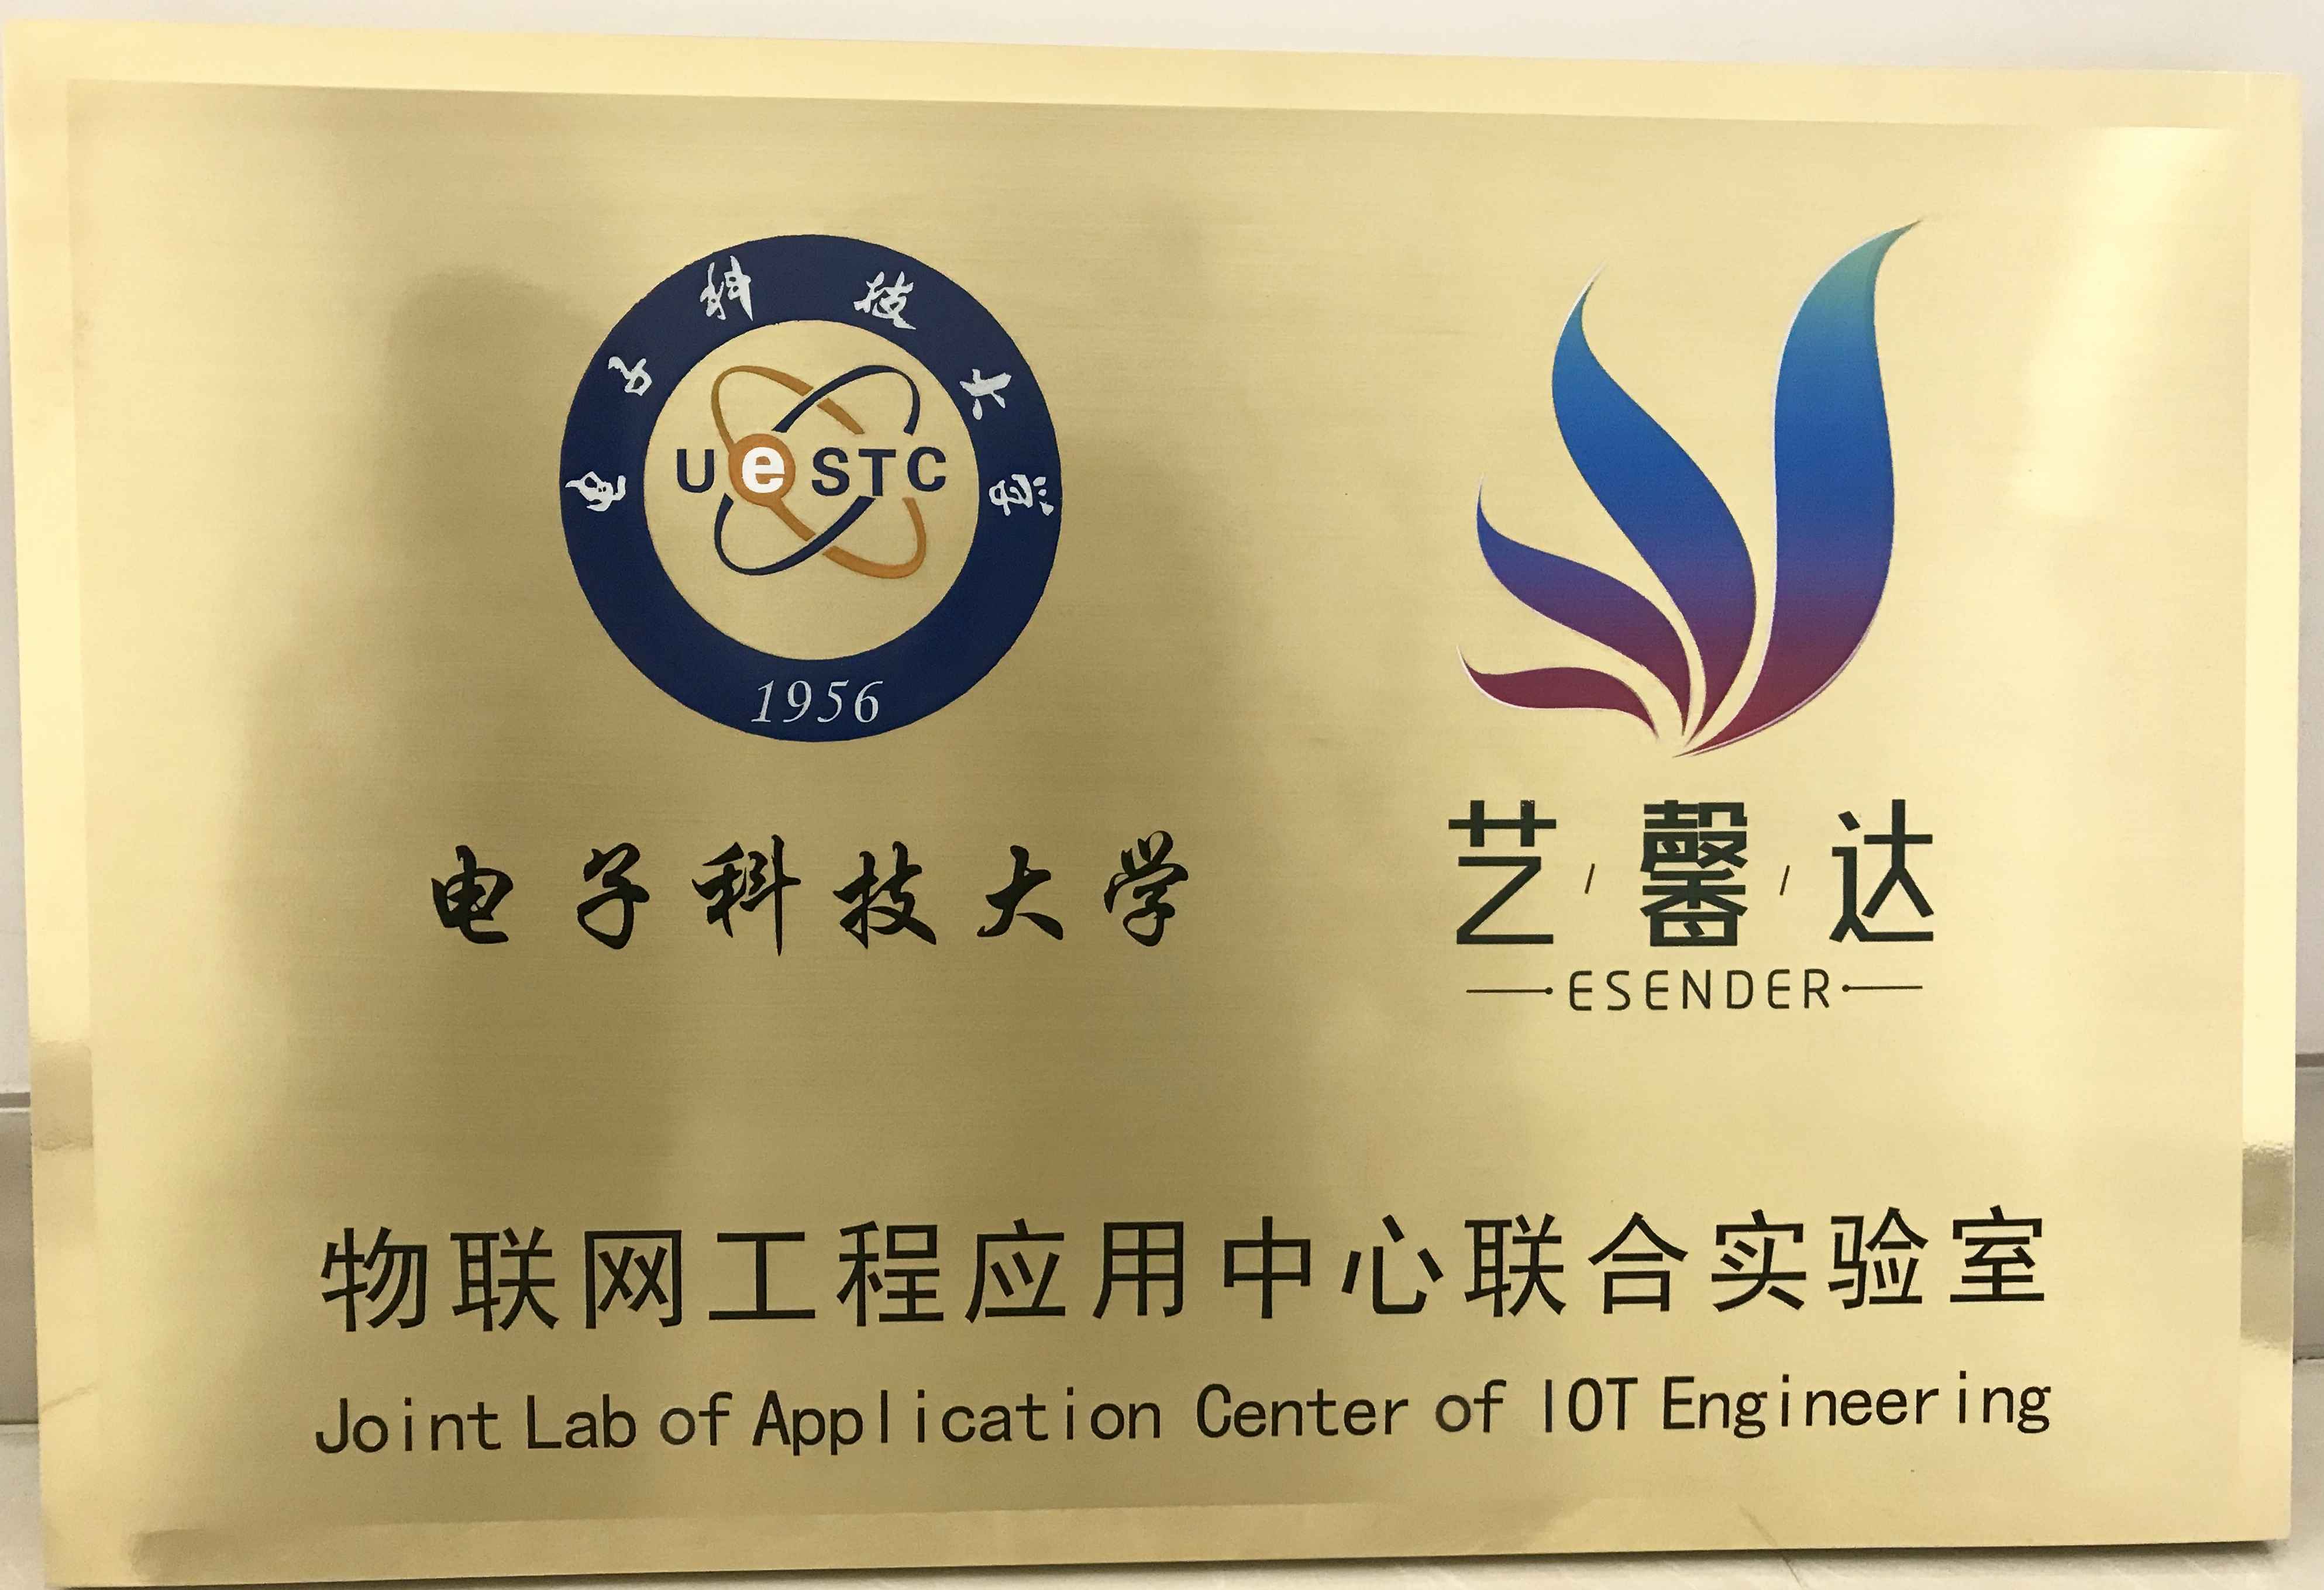 电子科技大学
UeSTC
1956
电子科技大学
艺/馨/达
ESENDER
物联网工程应用中心联合实验室
Joint Lab of Application Center of IOT Engineering